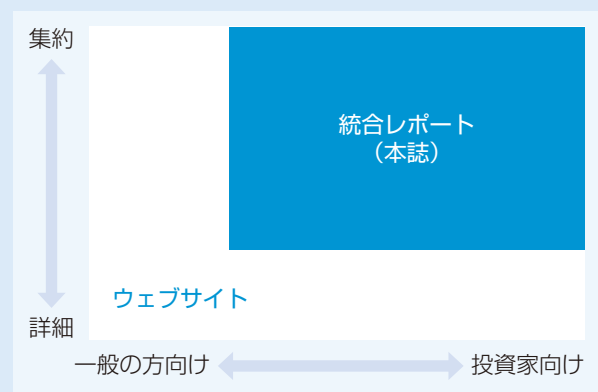 集約
統合レポート
（本誌）
ウェブサイト
詳細
一般の方向け
投資家向け